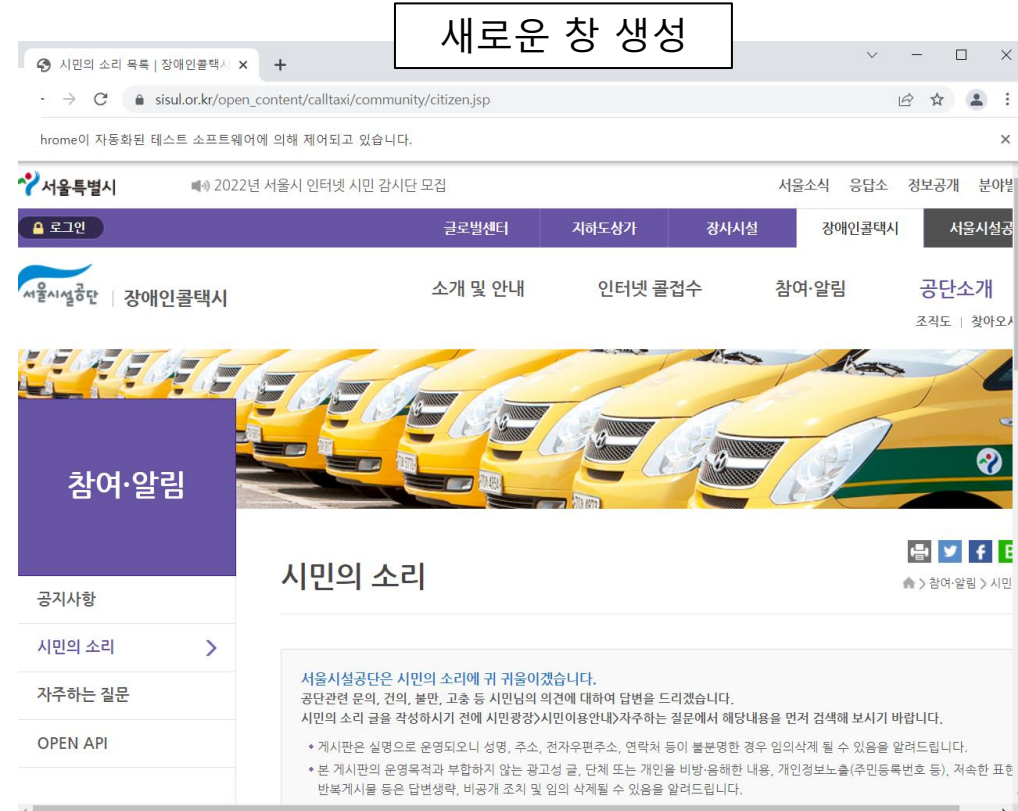 새로운 창 생성
시민의 소리 목록 | 장애인콜택시
sisul.or.kr/open_content/calltaxi/community/citizen.jsp
hrome이 자동화된 테스트 소프트웨어에 의해 제어되고 있습니다.
서울특별시 2022년 서울시 인터넷 시민 감시단 모집 서울소식 응답소 정보공개 분야별
로그인 글로벌센터 지하도상가 장사시설 장애인콜택시 서울시설공
서울시설공단 | 장애인콜택시 소개 및 안내 인터넷 콜접수 참여·알림 공단소개
조직도 | 찾아오시
참여·알림
시민의 소리
> 참여·알림 > 시민
공지사항
시민의 소리
자주하는 질문
OPEN API
서울시설공단은 시민의 소리에 귀 귀울이겠습니다.
공단관련 문의, 건의, 불만, 고충 등 시민님의 의견에 대하여 답변을 드리겠습니다.
시민의 소리 글을 작성하시기 전에 시민광장>시민이용안내>자주하는 질문에서 해당내용을 먼저 검색해 보시기 바랍니다.
게시판은 실명으로 운영되오니 성명, 주소, 전자우편주소, 연락처 등이 불분명한 경우 임의삭제 될 수 있음을 알려드립니다.
본 게시판의 운영목적과 부합하지 않는 광고성 글, 단체 또는 개인을 비방·음해한 내용, 개인정보노출(주민등록번호 등), 저속한 표현
반복게시물 등은 답변생략, 비공개 조치 및 임의 삭제될 수 있음을 알려드립니다.